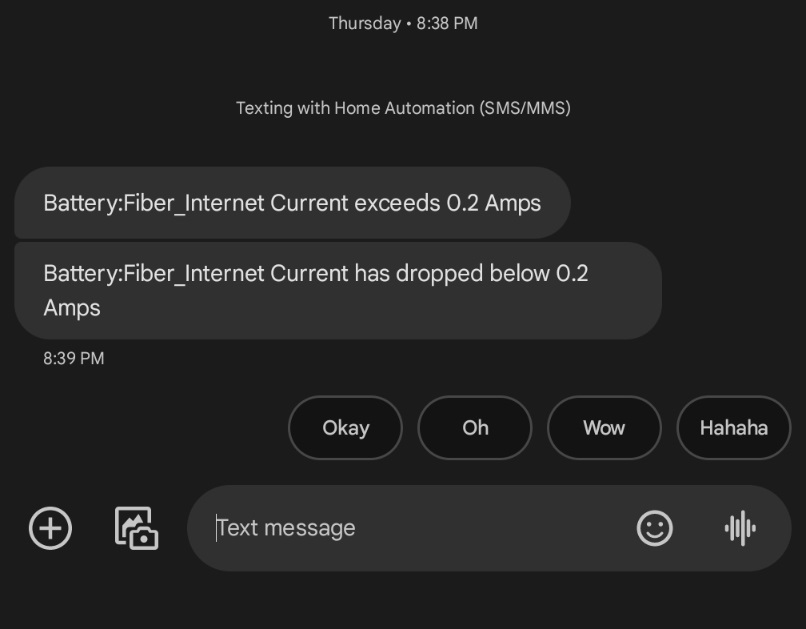 Thursday • 8:38 PM
Texting with Home Automation (SMS/MMS)
Battery:Fiber_Internet Current exceeds 0.2 Amps
Battery:Fiber_Internet Current has dropped below 0.2
Amps
8:39 PM
Okay
Oh
Wow
Hahaha
Text message